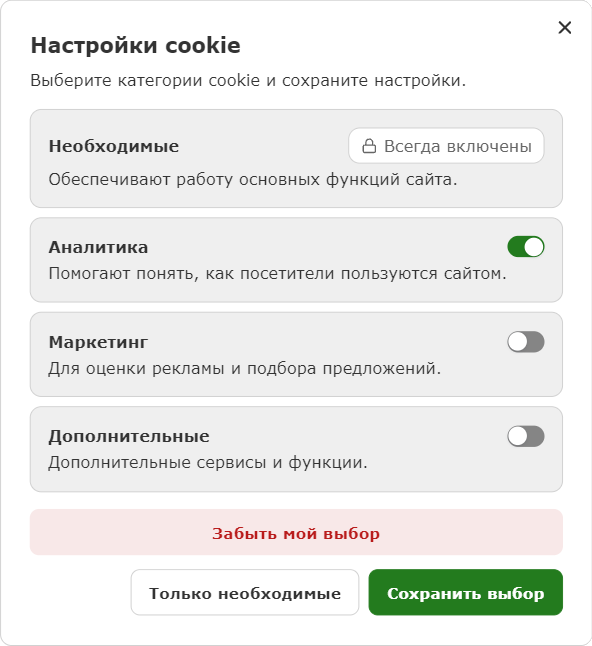 Настройки cookie
Выберите категории cookie и сохраните настройки.
Необходимые
Всегда включены
Обеспечивают работу основных функций сайта.
Аналитика
Помогают понять, как посетители пользуются сайтом.
Маркетинг
Для оценки рекламы и подбора предложений.
Дополнительные
Дополнительные сервисы и функции.
Забыть мой выбор
Только необходимые
Сохранить выбор